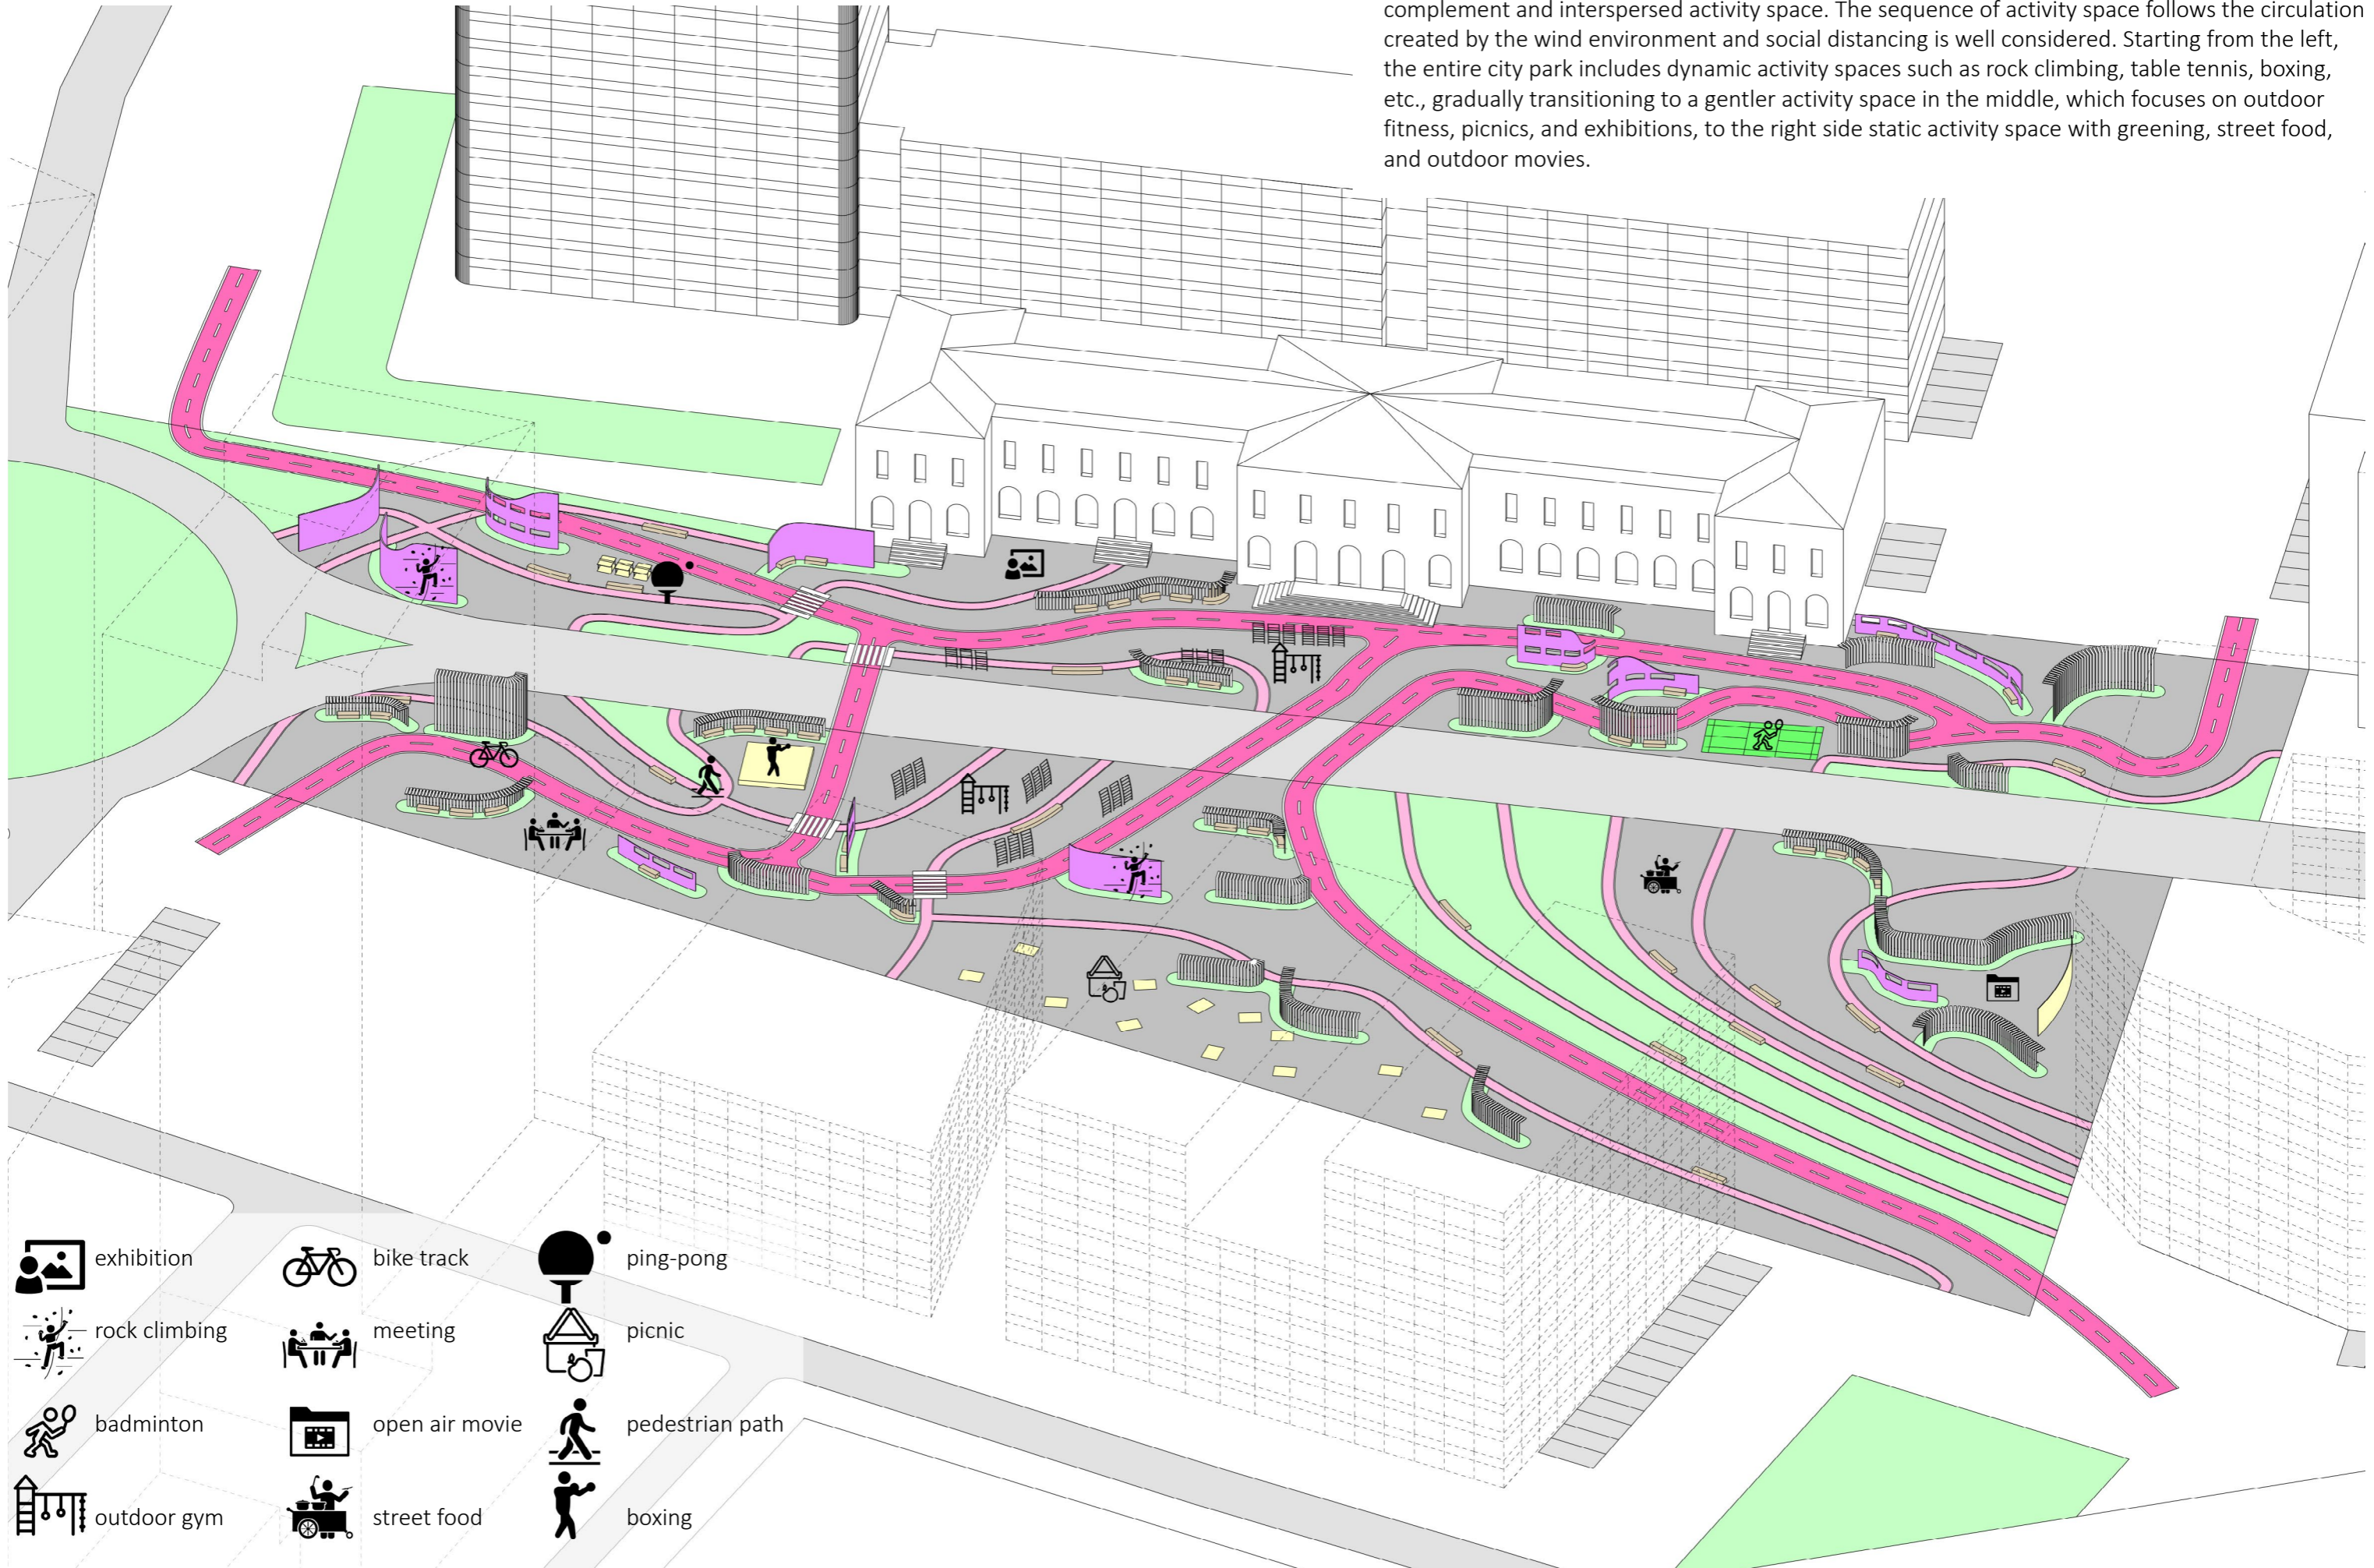 complement and interspersed activity space. The sequence of activity space follows the circulation
created by the wind environment and social distancing is well considered. Starting from the left,
the entire city park includes dynamic activity spaces such as rock climbing, table tennis, boxing,
etc., gradually transitioning to a gentler activity space in the middle, which focuses on outdoor
fitness, picnics, and exhibitions, to the right side static activity space with greening, street food,
and outdoor movies.
exhibition
bike track
ping-pong
rock climbing
meeting
picnic
badminton
open air movie
pedestrian path
outdoor gym
street food
boxing